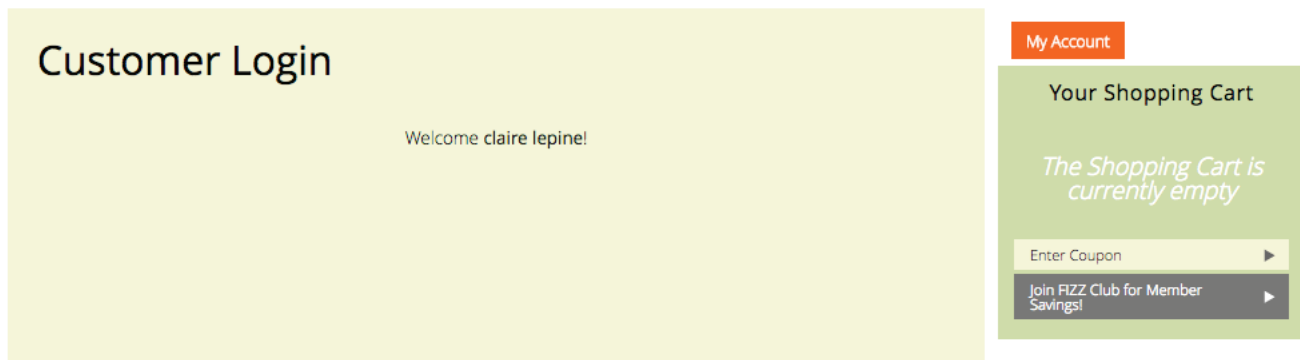 Customer Login
Welcome claire lepine!
My Account
Your Shopping Cart
The Shopping Cart is
currently empty
Enter Coupon
Join FIZZ Club for Member
Savings!